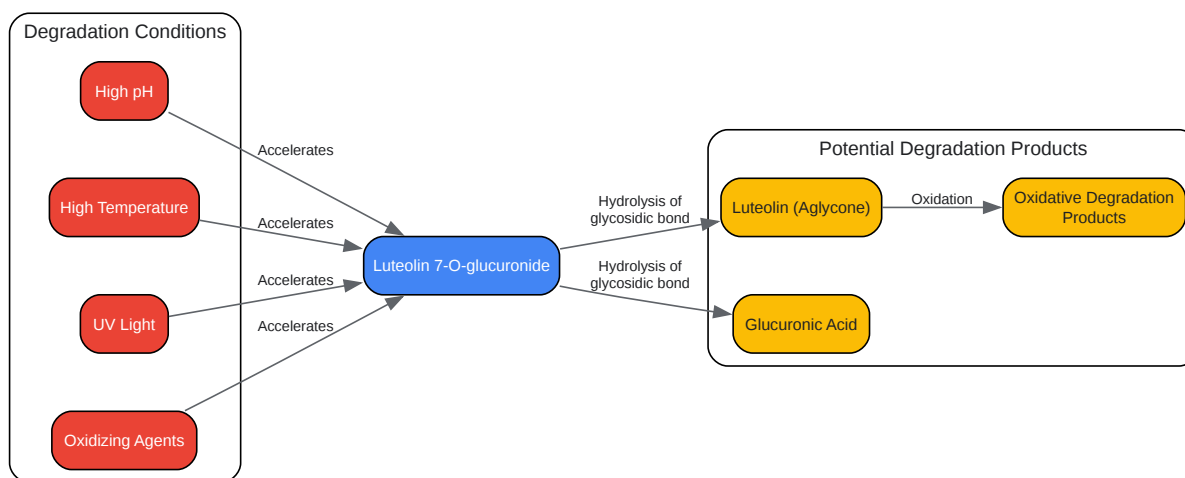 Degradation Conditions
High pH
Accelerates
High Temperature
Accelerates
UV Light
Accelerates
Oxidizing Agents
Accelerates
Luteolin 7-O-glucuronide
Hydrolysis of
glycosidic bond
Hydrolysis of
glycosidic bond
Potential Degradation Products
Luteolin (Aglycone)
Oxidation
Oxidative Degradation
Products
Glucuronic Acid